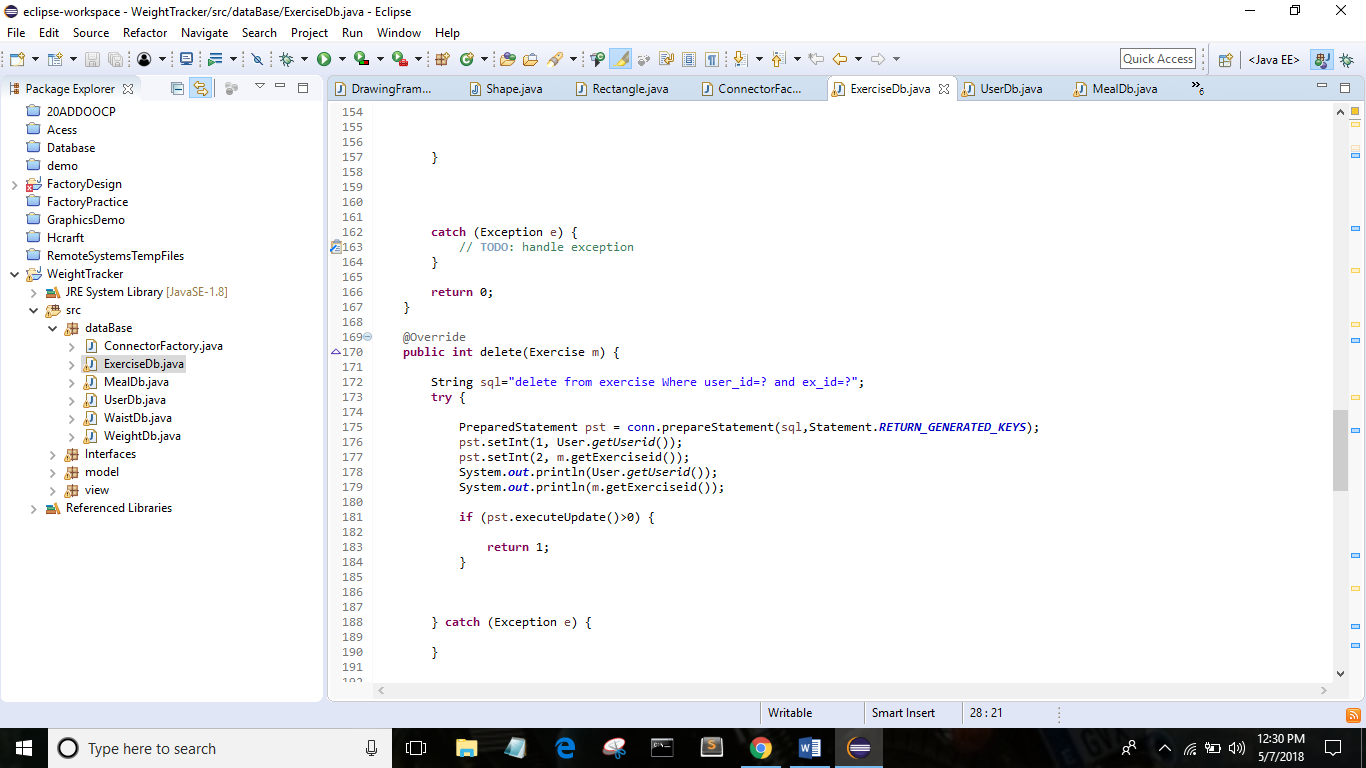 eclipse-workspace - WeightTracker/src/dataBase/ExerciseDb.java - Eclipse
File Edit Source Refactor Navigate Search Project Run Window Help
Quick Access <Java EE>
Package Explorer
DrawingFram... Shape.java Rectangle.java ConnectorFac... ExerciseDb.java UserDb.java MealDb.java »6
20ADDOOCP
Acess
Database
demo
FactoryDesign
FactoryPractice
GraphicsDemo
Hcrarft
RemoteSystemsTempFiles
WeightTracker
JRE System Library [JavaSE-1.8]
src
dataBase
ConnectorFactory.java
ExerciseDb.java
MealDb.java
UserDb.java
WaistDb.java
WeightDb.java
Interfaces
model
view
Referenced Libraries
154
155
156
157 }
158
159
160
161
162 catch (Exception e) {
163 // TODO: handle exception
164 }
165
166 return 0;
167 }
168
169 @Override
170 public int delete(Exercise m) {
171
172 String sql="delete from exercise Where user_id=? and ex_id=?";
173 try {
174
175 PreparedStatement pst = conn.prepareStatement(sql,Statement.RETURN_GENERATED_KEYS);
176 pst.setInt(1, User.getUserid());
177 pst.setInt(2, m.getExerciseid());
178 System.out.println(User.getUserid());
179 System.out.println(m.getExerciseid());
180
181 if (pst.executeUpdate()>0) {
182
183 return 1;
184 }
185
186
187
188 } catch (Exception e) {
189
190 }
191
192
Writable Smart Insert 28 : 21
Type here to search
12:30 PM
5/7/2018